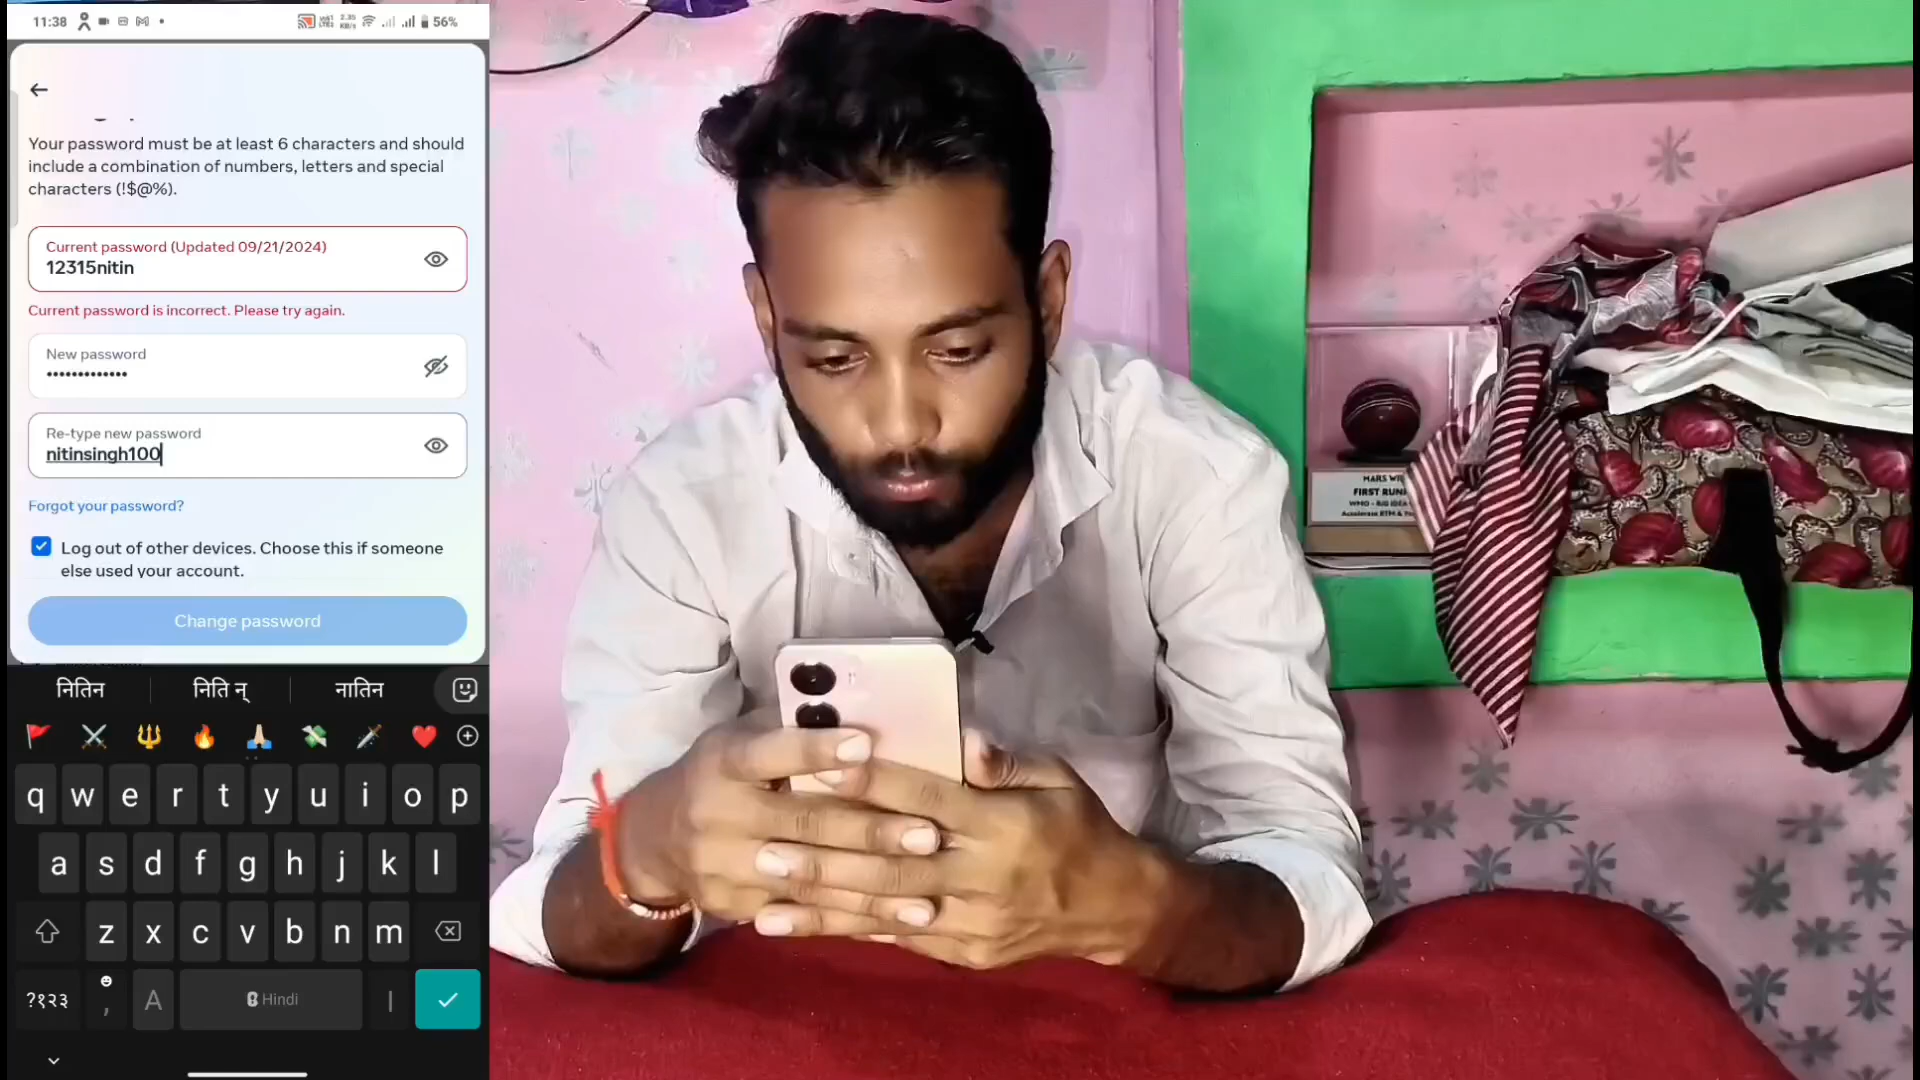 11:38
2.35
KB/s
56%
Your password must be at least 6 characters and should
include a combination of numbers, letters and special
characters (!$@%).
Current password (Updated 09/21/2024)
12315nitin
Current password is incorrect. Please try again.
New password
•••••••••••••
Re-type new password
nitinsingh100
Forgot your password?
Log out of other devices. Choose this if someone
else used your account.
Change password
नितिन निति न् नातिन
q w e r t y u i o p
a s d f g h j k l
z x c v b n m
?१२३ , A Hindi |
MARS
FIRST